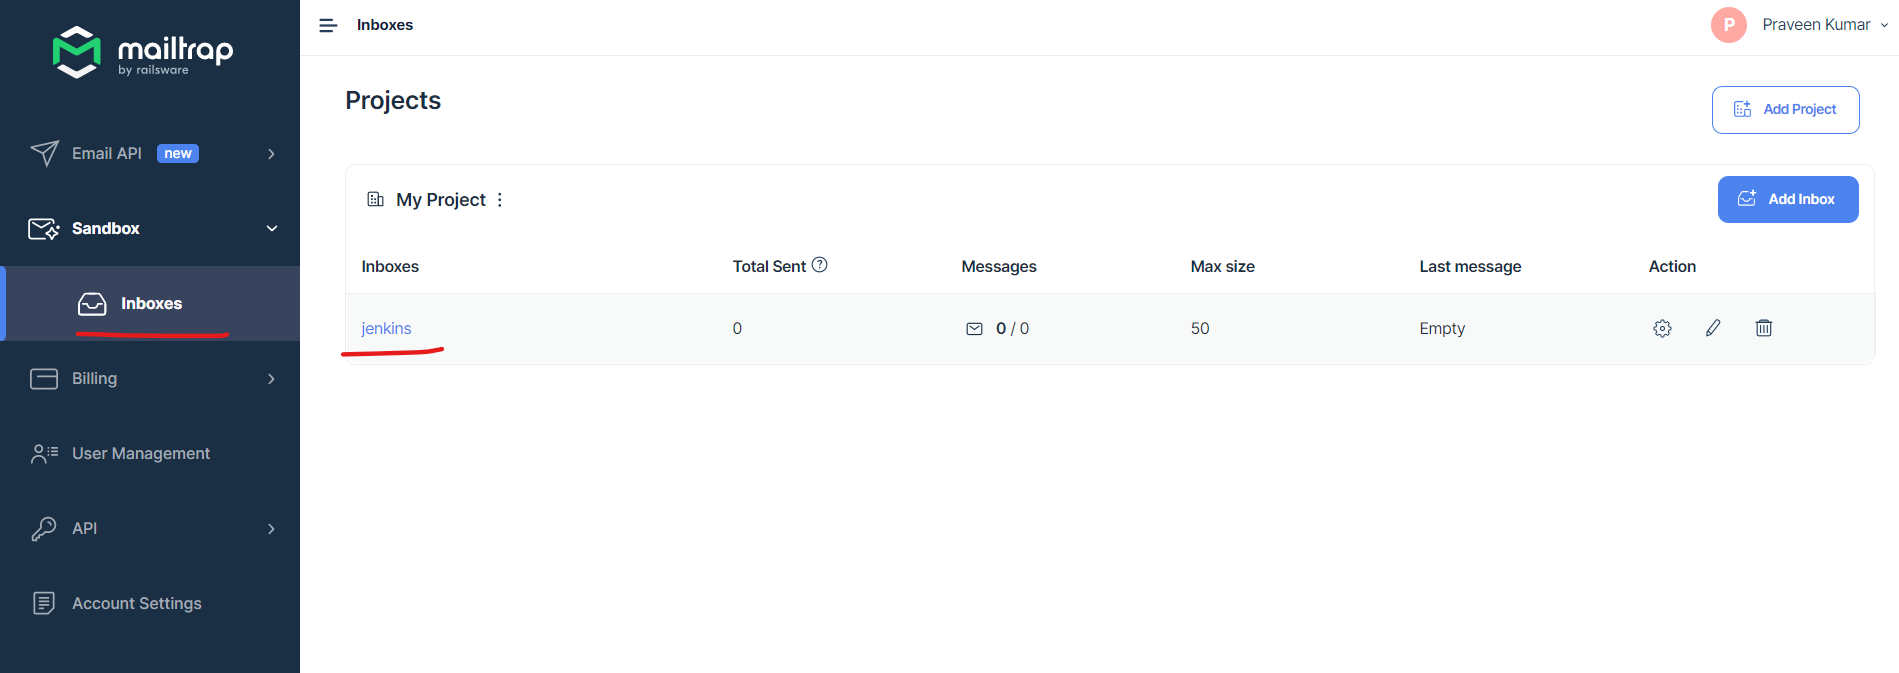 mailtrap
by railsware
Email API new
Sandbox
Inboxes
Billing
User Management
API
Account Settings
Inboxes
P Praveen Kumar
Projects
Add Project
My Project
Add Inbox
Inboxes Total Sent ? Messages Max size Last message Action
jenkins 0 0 / 0 50 Empty